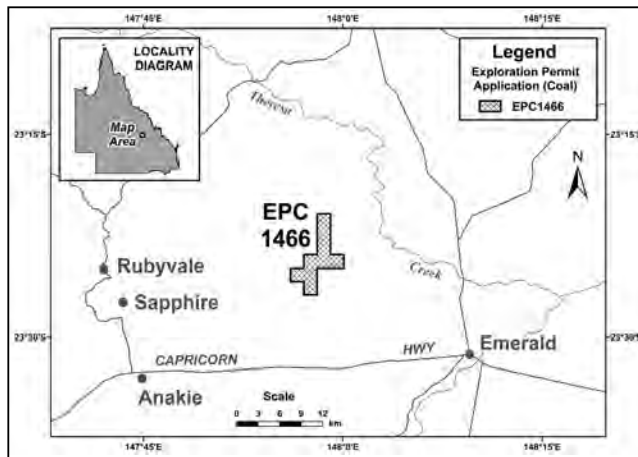 147°45'E
148°0'E
148°15'E
LOCALITY
DIAGRAM
Map
Area
Legend
Exploration Permit
Application (Coal)
EPC1466
Theresa
23°15'S
23°15'S
N
EPC
1466
Rubyvale
Creek
Sapphire
23°30'S
23°30'S
Emerald
CAPRICORN
HWY
Anakie
Scale
0 3 6 9 12
km
147°45'E
148°0'E
148°15'E